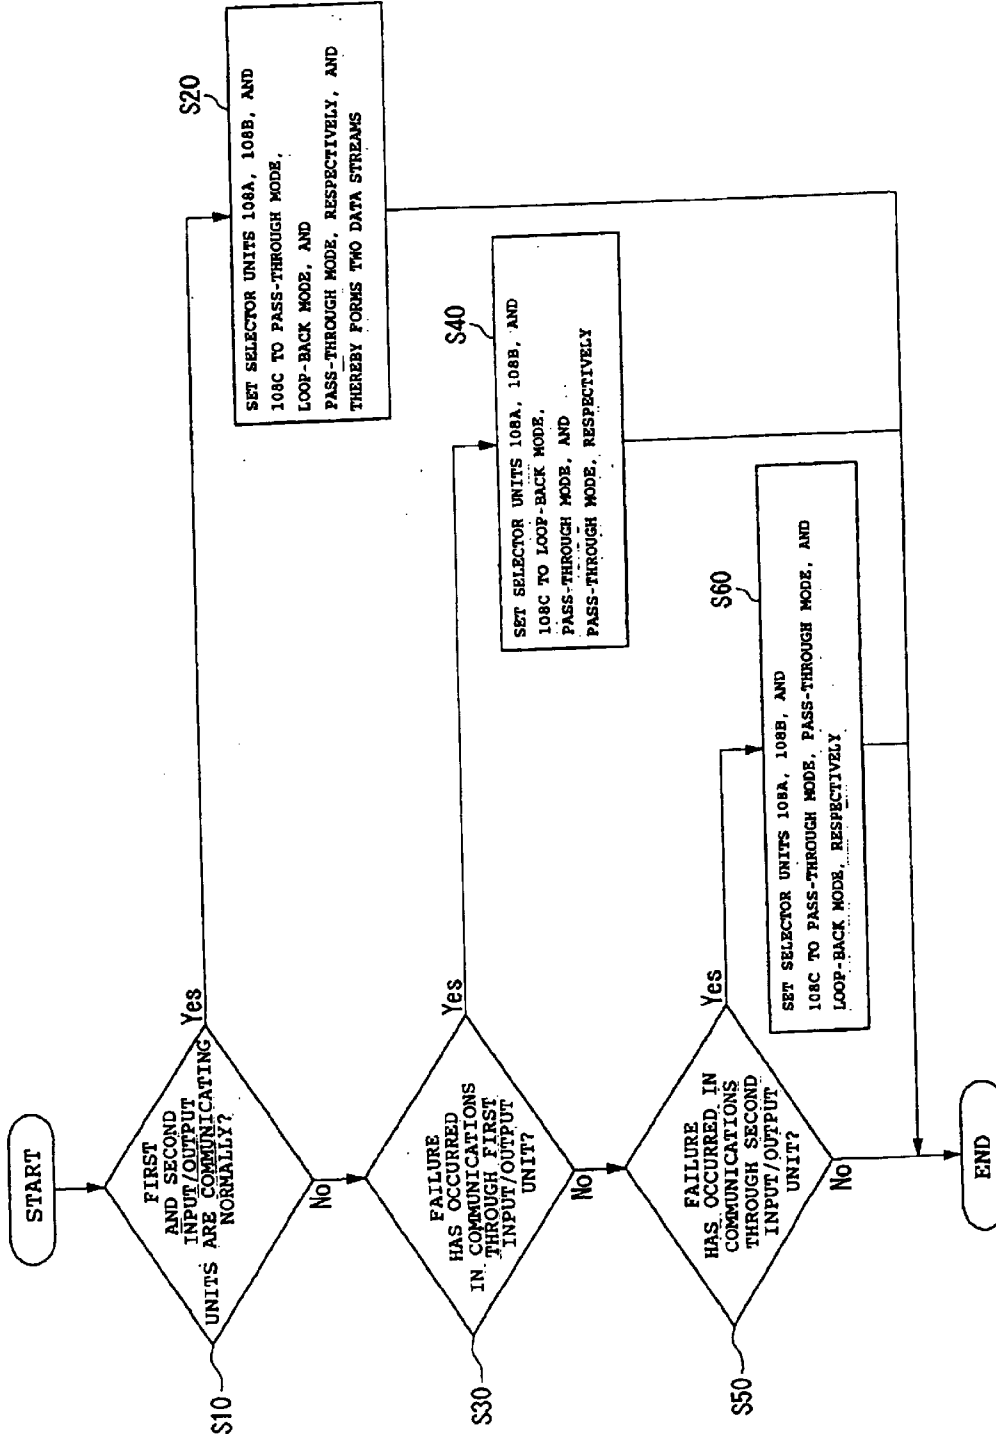 START
FIRST
AND SECOND
INPUT/OUTPUT
UNITS ARE COMMUNICATING
NORMALLY?
S10
Yes
No
SET SELECTOR UNITS 108A, 108B, AND
108C TO PASS-THROUGH MODE,
LOOP-BACK MODE, AND
PASS-THROUGH MODE, RESPECTIVELY, AND
THEREBY FORMS TWO DATA STREAMS
S20
FAILURE
HAS OCCURRED
IN COMMUNICATIONS
THROUGH FIRST
INPUT/OUTPUT
UNIT?
S30
Yes
No
SET SELECTOR UNITS 108A, 108B, AND
108C TO LOOP-BACK MODE,
PASS-THROUGH MODE, AND
PASS-THROUGH MODE, RESPECTIVELY
S40
FAILURE
HAS OCCURRED IN
COMMUNICATIONS
THROUGH SECOND
INPUT/OUTPUT
UNIT?
S50
Yes
No
SET SELECTOR UNITS 108A, 108B, AND
108C TO PASS-THROUGH MODE, PASS-THROUGH MODE, AND
LOOP-BACK MODE, RESPECTIVELY
S60
END